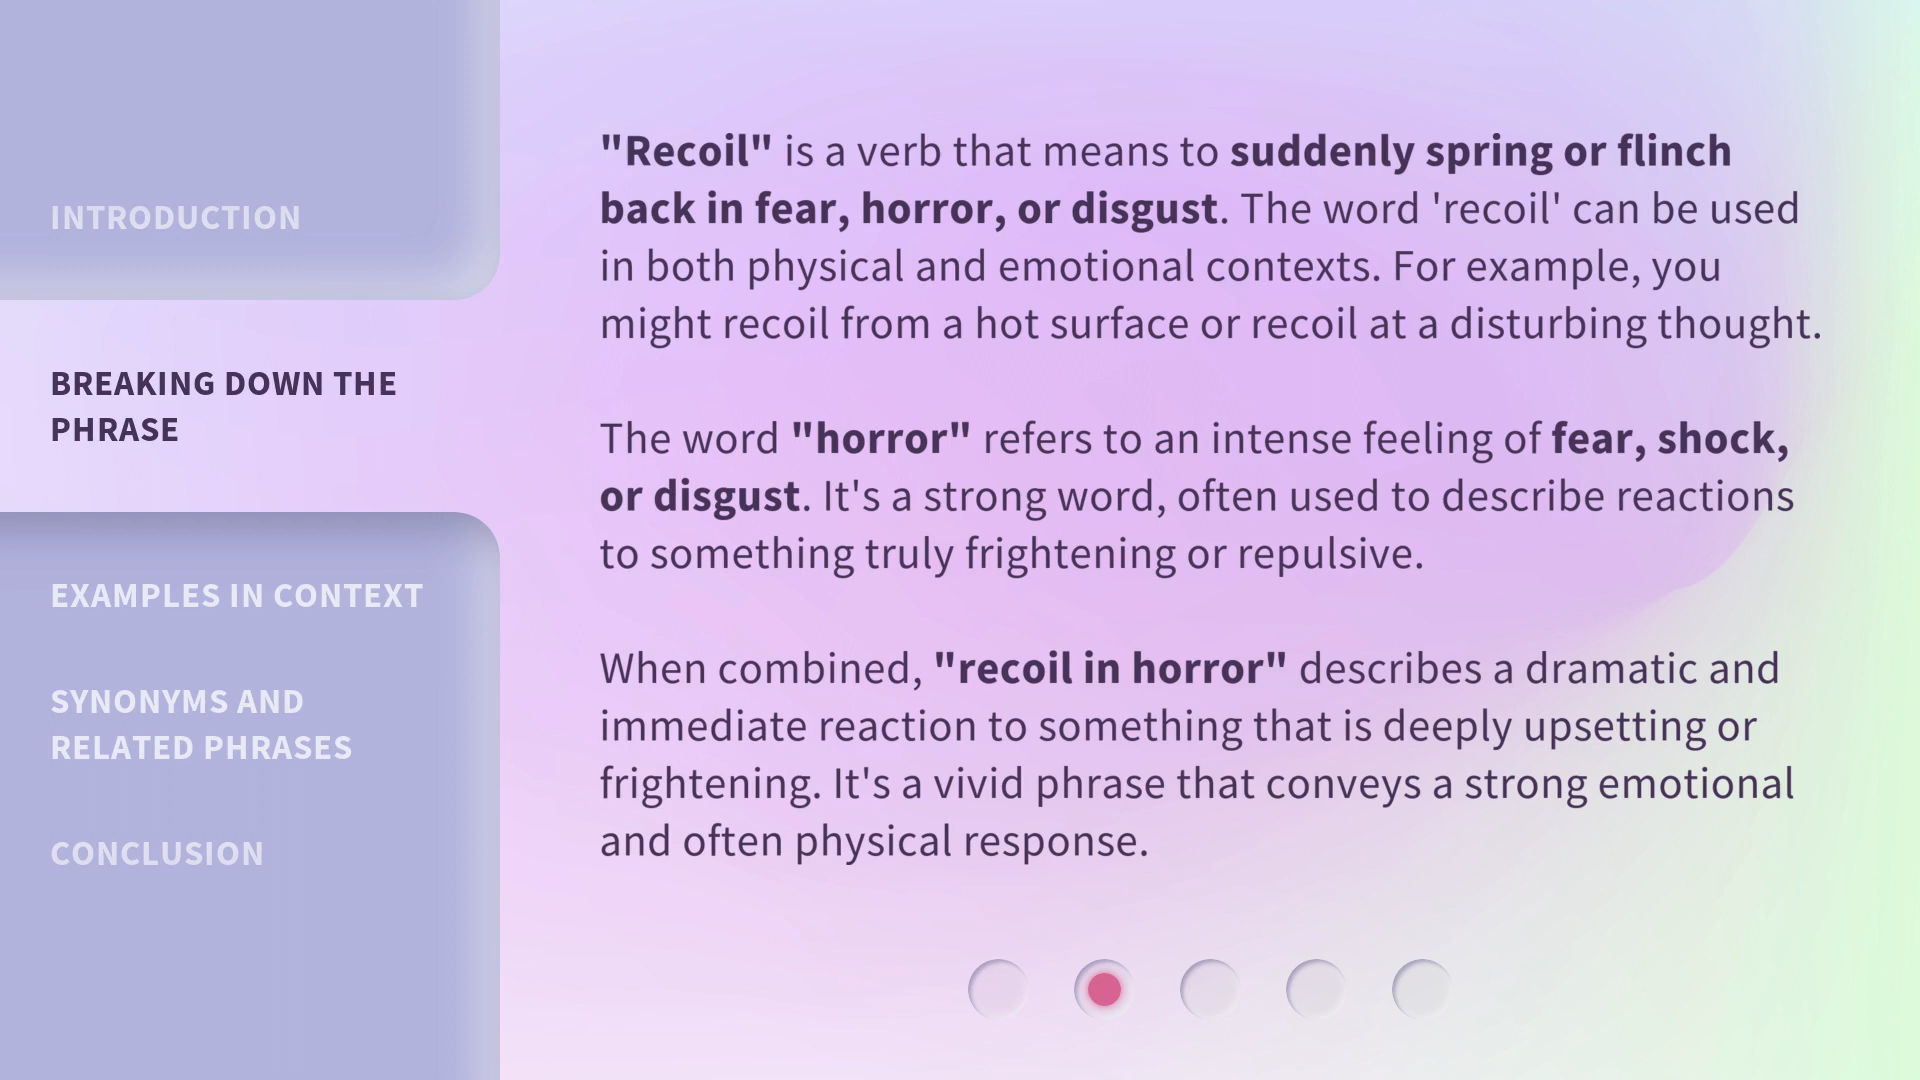 INTRODUCTION
BREAKING DOWN THE
PHRASE
EXAMPLES IN CONTEXT
SYNONYMS AND
RELATED PHRASES
CONCLUSION
"Recoil" is a verb that means to suddenly spring or flinch
back in fear, horror, or disgust. The word 'recoil' can be used
in both physical and emotional contexts. For example, you
might recoil from a hot surface or recoil at a disturbing thought.
The word "horror" refers to an intense feeling of fear, shock,
or disgust. It's a strong word, often used to describe reactions
to something truly frightening or repulsive.
When combined, "recoil in horror" describes a dramatic and
immediate reaction to something that is deeply upsetting or
frightening. It's a vivid phrase that conveys a strong emotional
and often physical response.